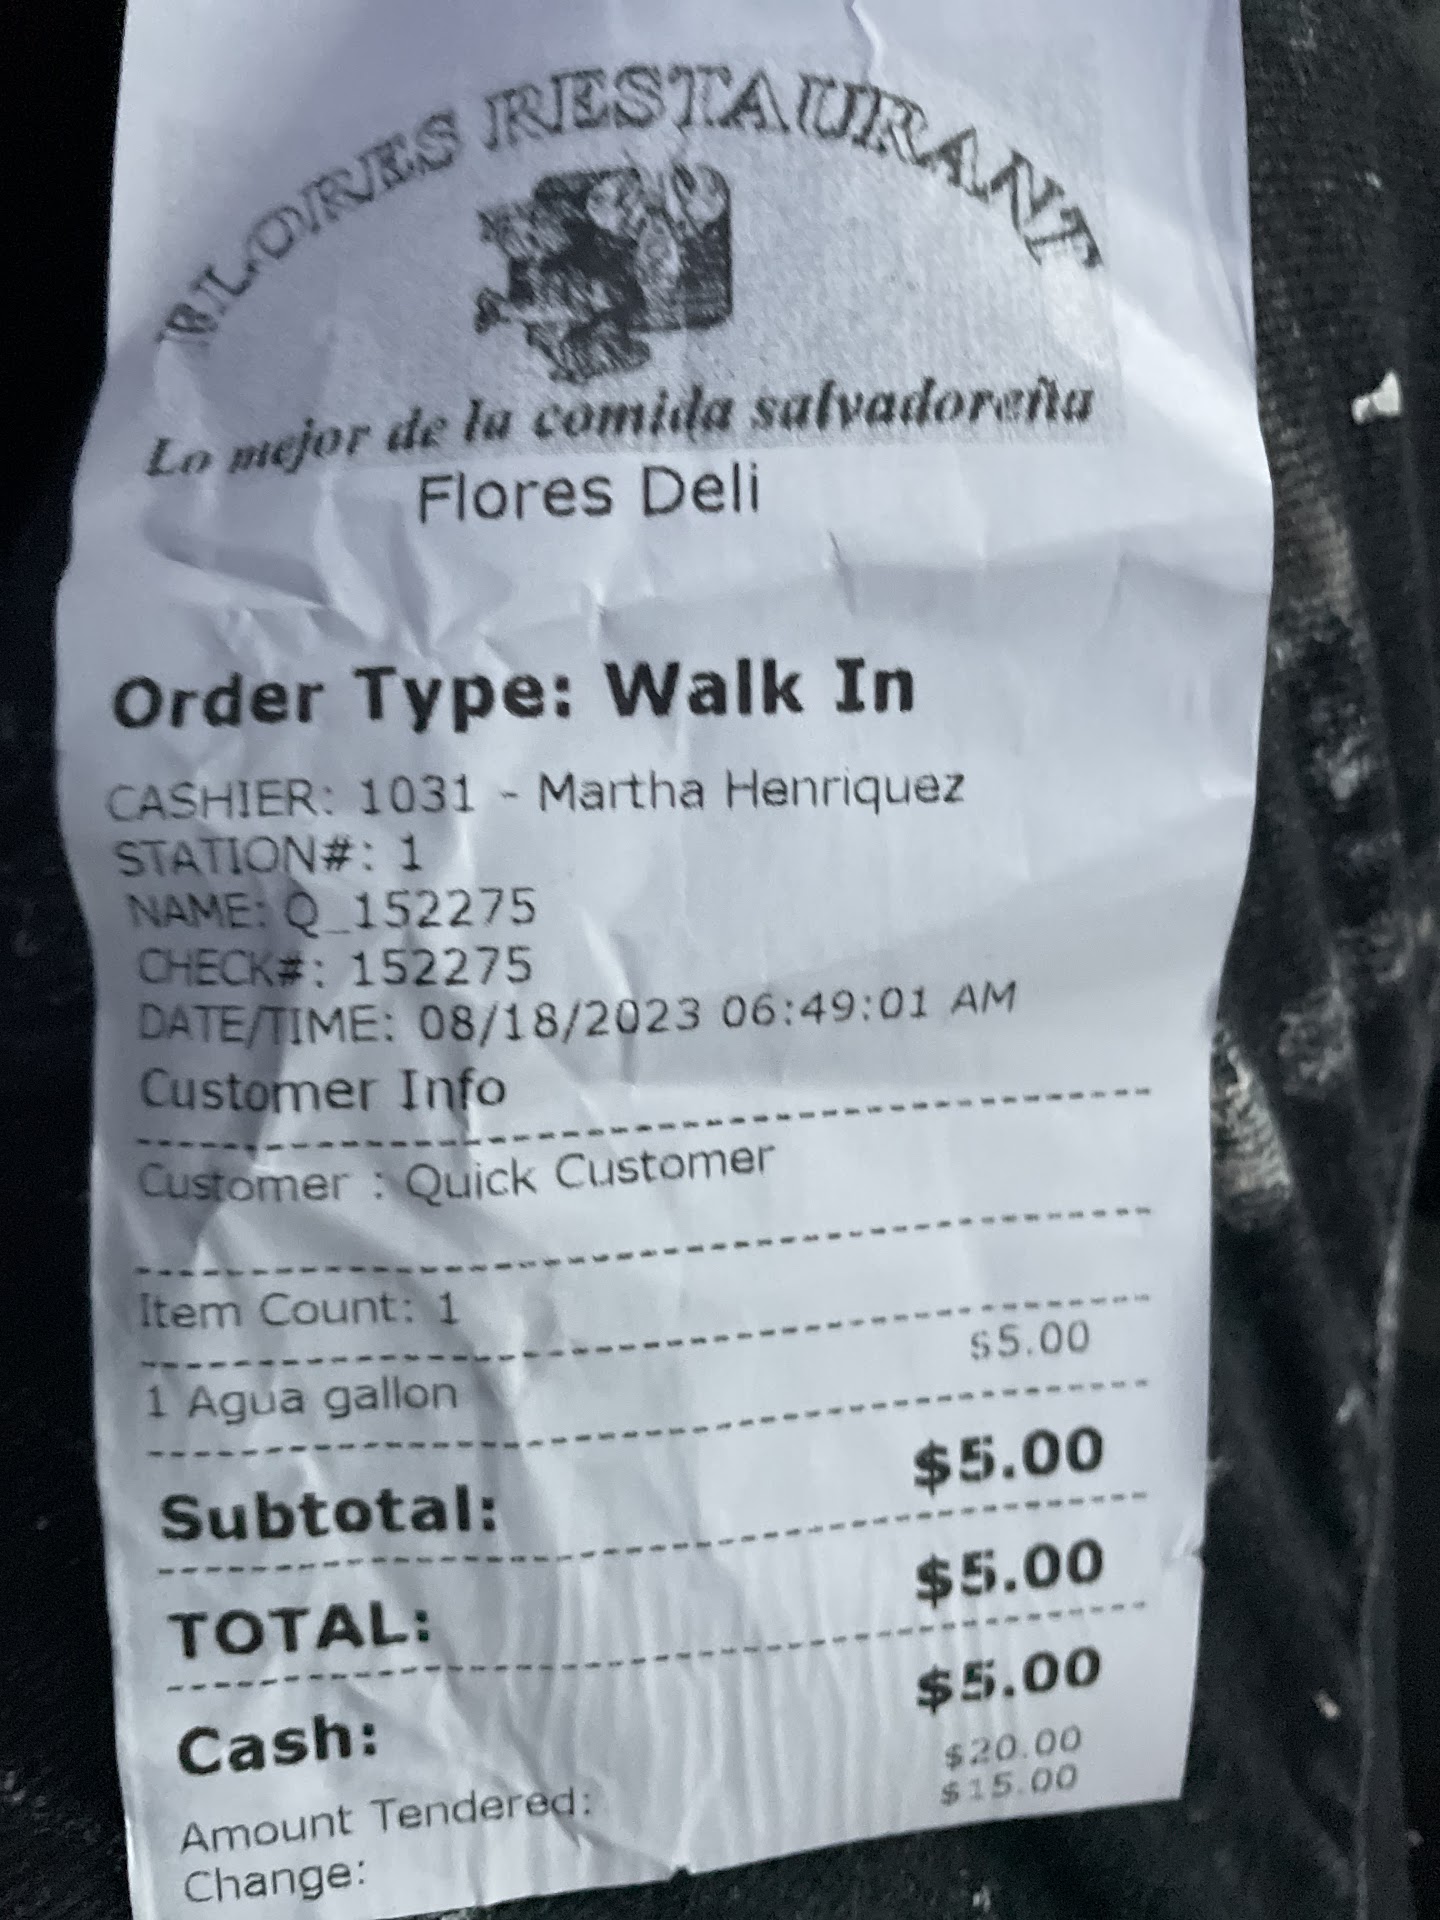 FLORES RESTAURANT
Lo mejor de la comida salvadoreña
Flores Deli
Order Type: Walk In
CASHIER: 1031 - Martha Henriquez
STATION#: 1
NAME: Q_152275
CHECK#: 152275
DATE/TIME: 08/18/2023 06:49:01 AM
Customer Info
Customer : Quick Customer
Item Count: 1
1 Agua gallon $5.00
Subtotal: $5.00
TOTAL: $5.00
Cash: $5.00
Amount Tendered: $20.00
Change: $15.00